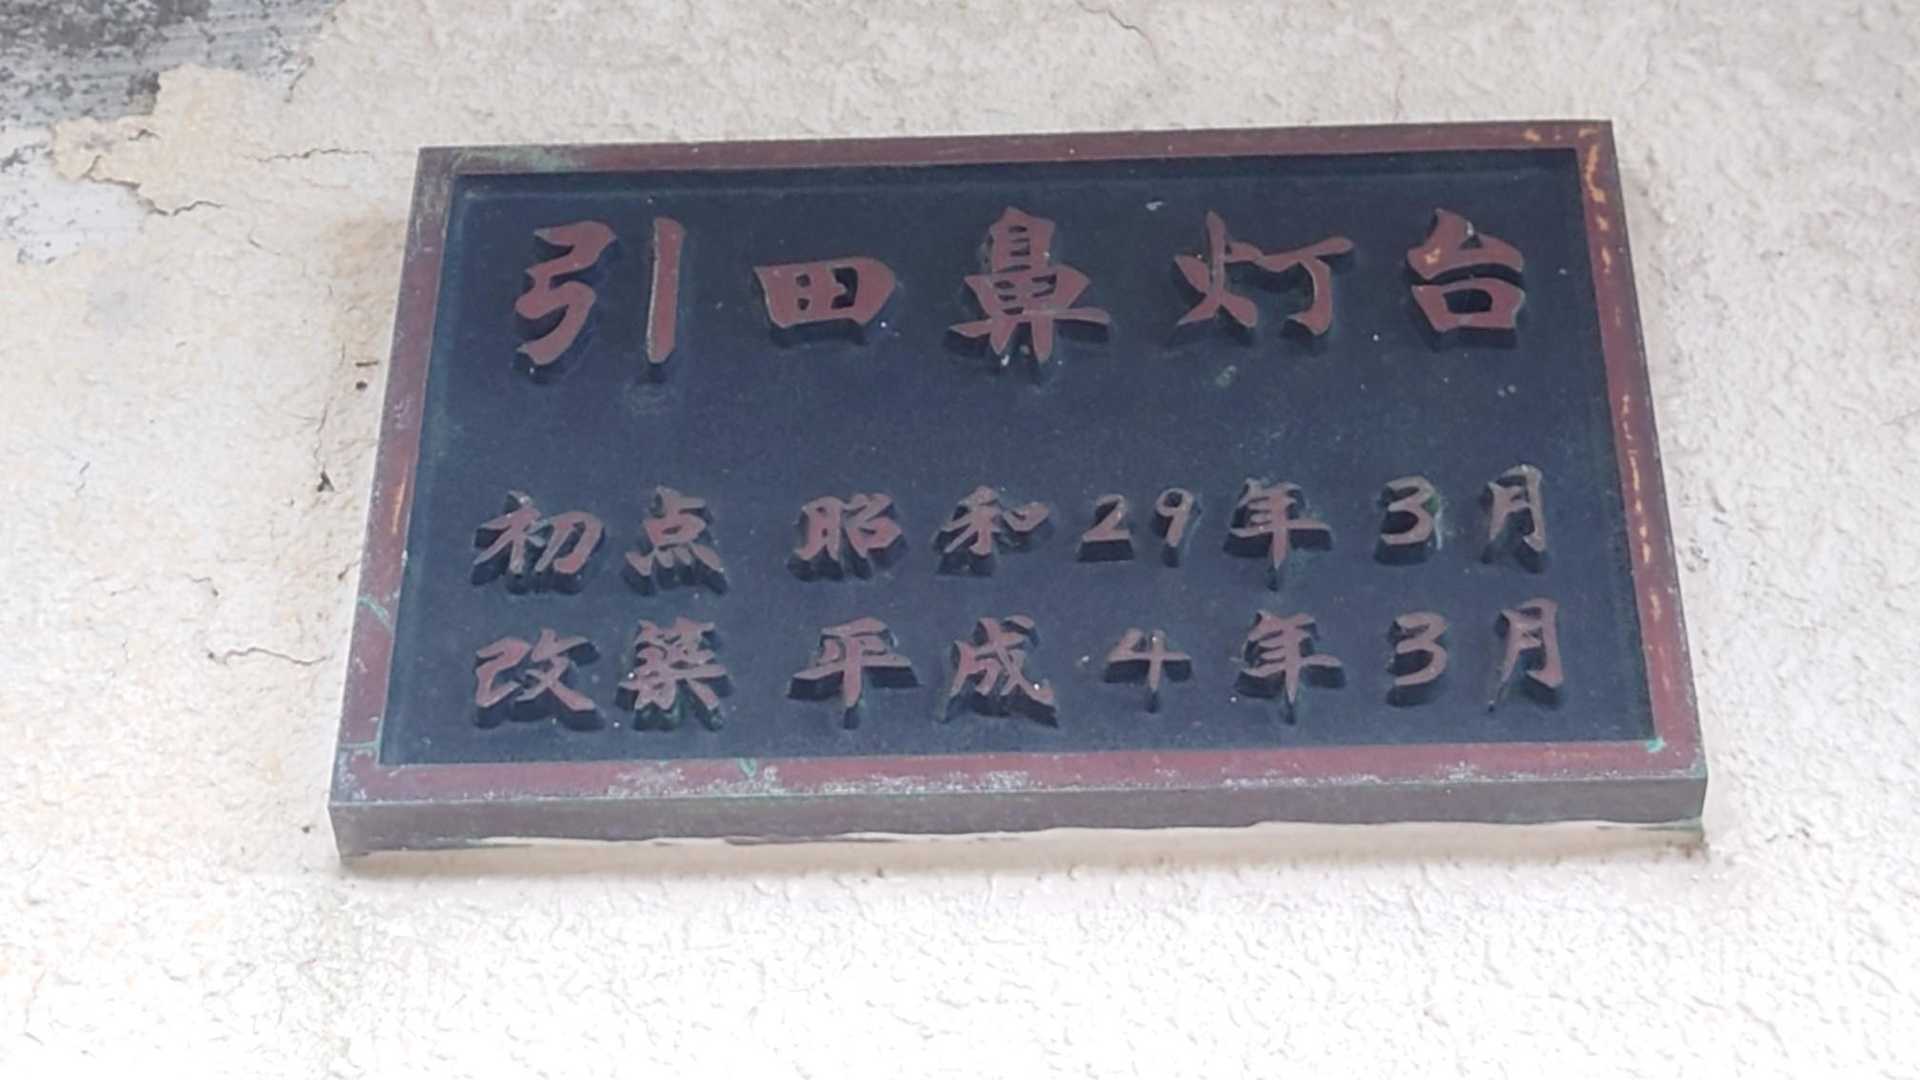 引田鼻灯台
初点 昭和29年3月
改築 平成4年3月